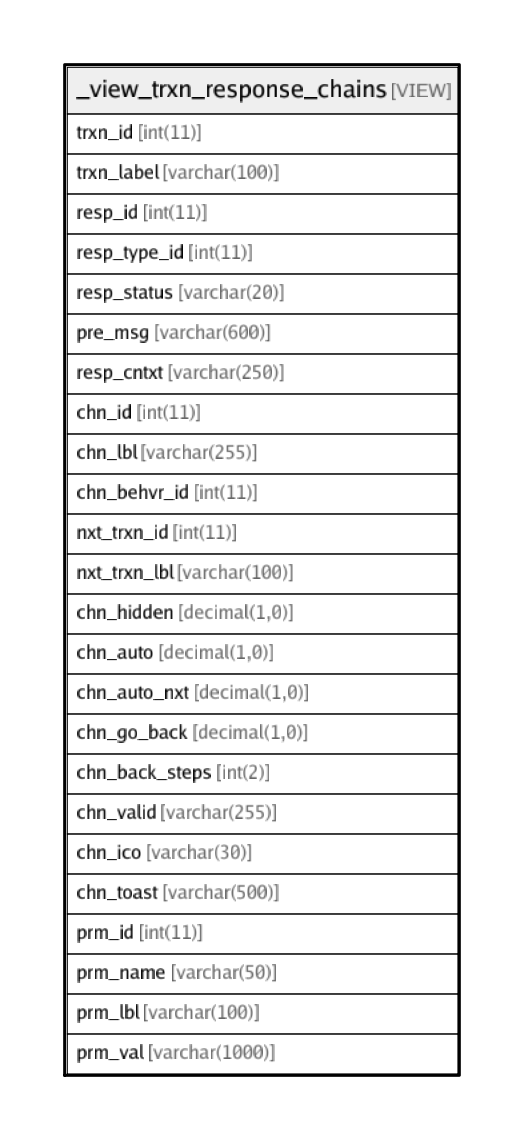 _view_trxn_response_chains [VIEW]
trxn_id [int(11)]
trxn_label [varchar(100)]
resp_id [int(11)]
resp_type_id [int(11)]
resp_status [varchar(20)]
pre_msg [varchar(600)]
resp_cntxt [varchar(250)]
chn_id [int(11)]
chn_lbl [varchar(255)]
chn_behvr_id [int(11)]
nxt_trxn_id [int(11)]
nxt_trxn_lbl [varchar(100)]
chn_hidden [decimal(1,0)]
chn_auto [decimal(1,0)]
chn_auto_nxt [decimal(1,0)]
chn_go_back [decimal(1,0)]
chn_back_steps [int(2)]
chn_valid [varchar(255)]
chn_ico [varchar(30)]
chn_toast [varchar(500)]
prm_id [int(11)]
prm_name [varchar(50)]
prm_lbl [varchar(100)]
prm_val [varchar(1000)]